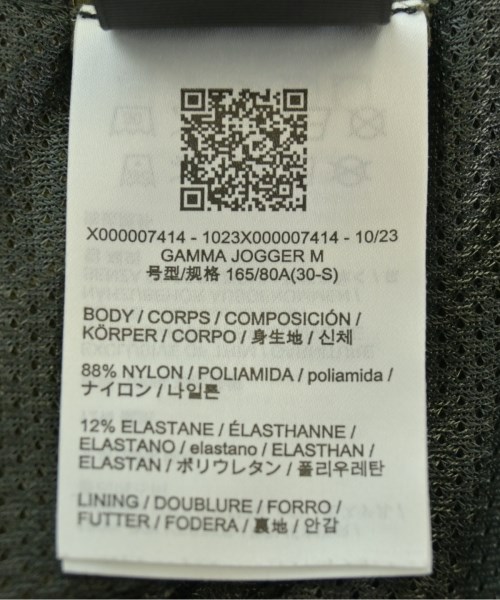 X000007414 - 1023X000007414 - 10/23
GAMMA JOGGER M
号型/规格 165/80A(30-S)
BODY / CORPS / COMPOSICIÓN /
KÖRPER / CORPO / 身生地 / 신체
88% NYLON / POLIAMIDA / poliamida /
ナイロン / 나일론
12% ELASTANE / ÉLASTHANNE /
ELASTANO / elastano / ELASTHAN /
ELASTAN / ポリウレタン / 폴리우레탄
LINING / DOUBLURE / FORRO /
FUTTER / FODERA / 裏地 / 안감